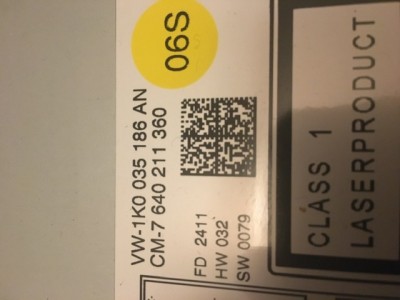 06S
VW-1K0 035 186 AN
CM-7 640 211 360
FD 2411
HW 032
SW 0079
CLASS 1
LASERPRODUCT